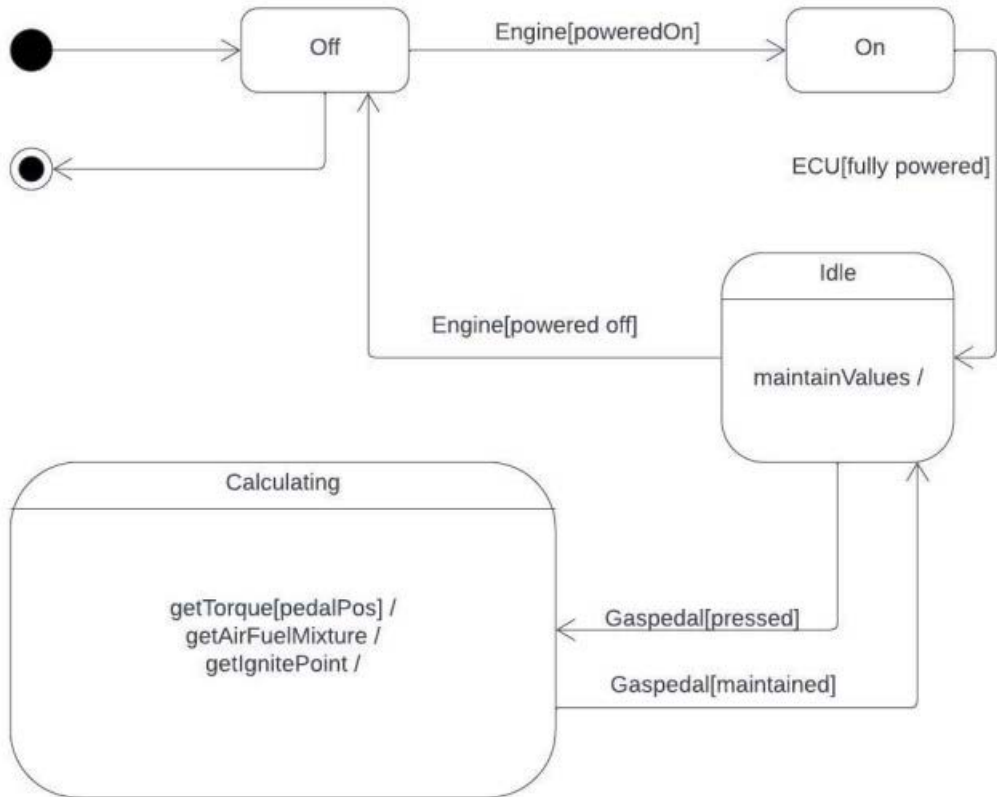 Off
Engine[poweredOn]
On
ECU[fully powered]
Idle
Engine[powered off]
maintainValues /
Calculating
getTorque[pedalPos] /
getAirFuelMixture /
getIgnitePoint /
Gaspedal[pressed]
Gaspedal[maintained]